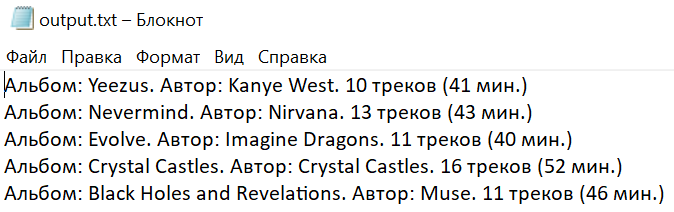 output.txt – Блокнот
Файл Правка Формат Вид Справка
Альбом: Yeezus. Автор: Kanye West. 10 треков (41 мин.)
Альбом: Nevermind. Автор: Nirvana. 13 треков (43 мин.)
Альбом: Evolve. Автор: Imagine Dragons. 11 треков (40 мин.)
Альбом: Crystal Castles. Автор: Crystal Castles. 16 треков (52 мин.)
Альбом: Black Holes and Revelations. Автор: Muse. 11 треков (46 мин.)